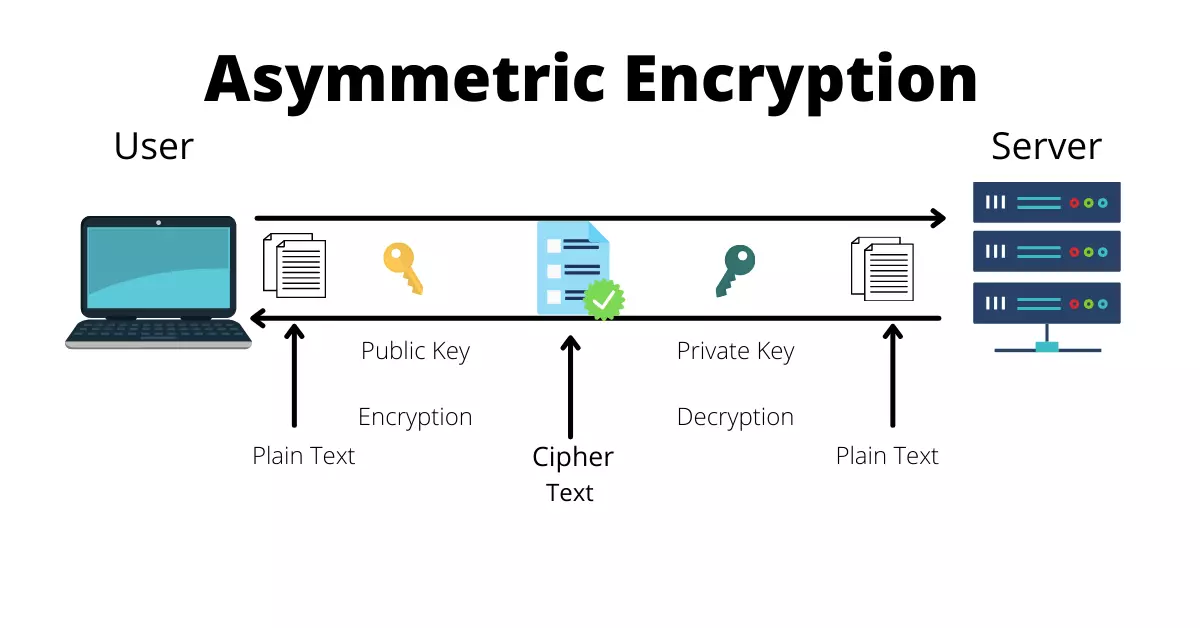 Asymmetric Encryption
User
Server
Public Key
Private Key
Encryption
Decryption
Plain Text
Cipher
Text
Plain Text